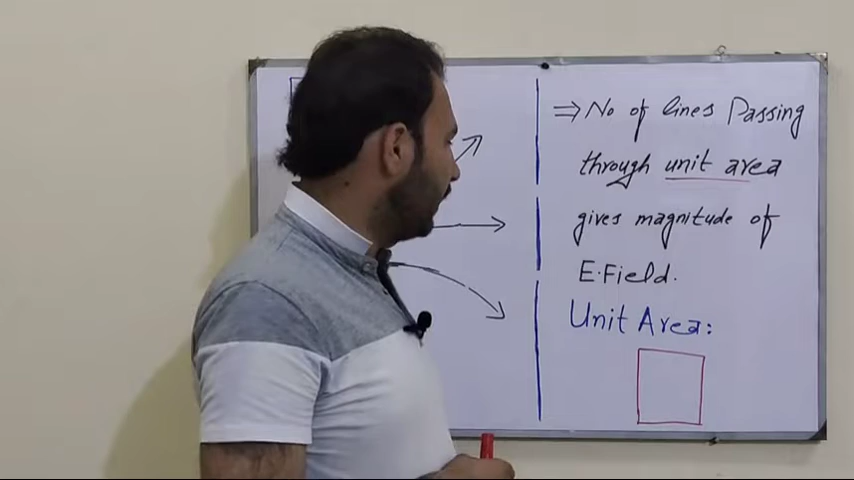 ⇒ No of lines Passing
through unit area
gives magnitude of
E.Field.
Unit Area: